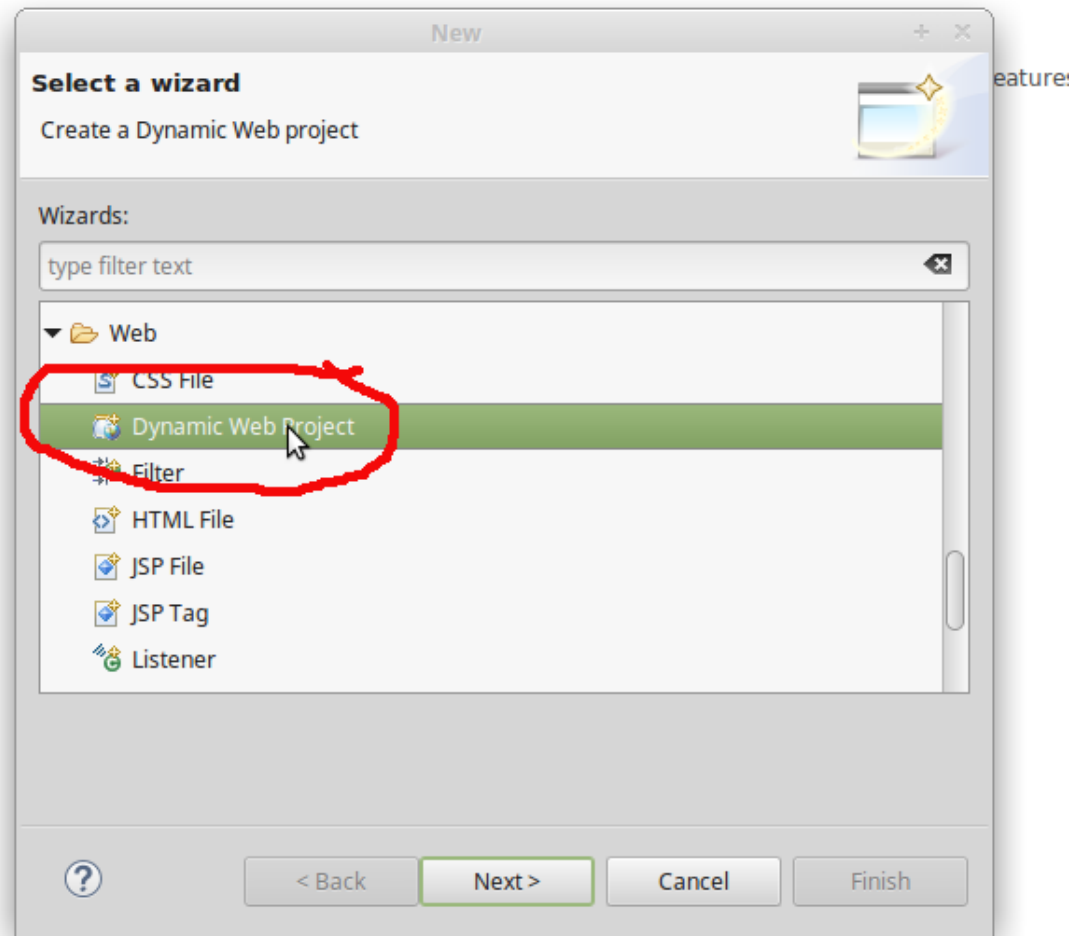 New
Select a wizard
Create a Dynamic Web project
eatures
Wizards:
type filter text
Web
CSS File
Dynamic Web Project
Filter
HTML File
JSP File
JSP Tag
Listener
< Back
Next >
Cancel
Finish